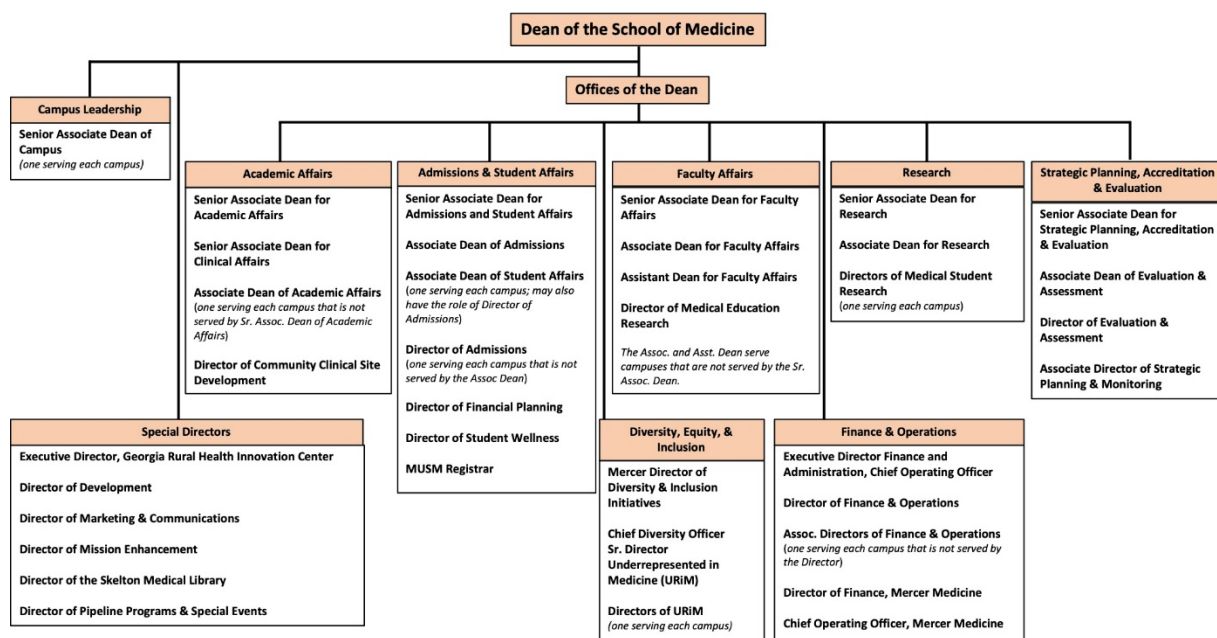 Dean of the School of Medicine
Offices of the Dean
Campus Leadership
Senior Associate Dean of
Campus
(one serving each campus)
Academic Affairs
Senior Associate Dean for
Academic Affairs
Senior Associate Dean for
Clinical Affairs
Associate Dean of Academic Affairs
(one serving each campus that is not
served by Sr. Assoc. Dean of Academic
Affairs)
Director of Community Clinical Site
Development
Admissions & Student Affairs
Senior Associate Dean for
Admissions and Student Affairs
Associate Dean of Admissions
Associate Dean of Student Affairs
(one serving each campus; may also
have the role of Director of
Admissions)
Director of Admissions
(one serving each campus that is not
served by the Assoc Dean)
Director of Financial Planning
Director of Student Wellness
MUSM Registrar
Faculty Affairs
Senior Associate Dean for Faculty
Affairs
Associate Dean for Faculty Affairs
Assistant Dean for Faculty Affairs
Director of Medical Education
Research
The Assoc. and Asst. Dean serve
campuses that are not served by the Sr.
Assoc. Dean.
Research
Senior Associate Dean for
Research
Associate Dean for Research
Directors of Medical Student
Research
(one serving each campus)
Strategic Planning, Accreditation
& Evaluation
Senior Associate Dean for
Strategic Planning, Accreditation
& Evaluation
Associate Dean of Evaluation &
Assessment
Director of Evaluation &
Assessment
Associate Director of Strategic
Planning & Monitoring
Special Directors
Executive Director, Georgia Rural Health Innovation Center
Director of Development
Director of Marketing & Communications
Director of Mission Enhancement
Director of the Skelton Medical Library
Director of Pipeline Programs & Special Events
Diversity, Equity, &
Inclusion
Mercer Director of
Diversity & Inclusion
Initiatives
Chief Diversity Officer
Sr. Director
Underrepresented in
Medicine (URiM)
Directors of URiM
(one serving each campus)
Finance & Operations
Executive Director Finance and
Administration, Chief Operating Officer
Director of Finance & Operations
Assoc. Directors of Finance & Operations
(one serving each campus that is not served by
the Director)
Director of Finance, Mercer Medicine
Chief Operating Officer, Mercer Medicine